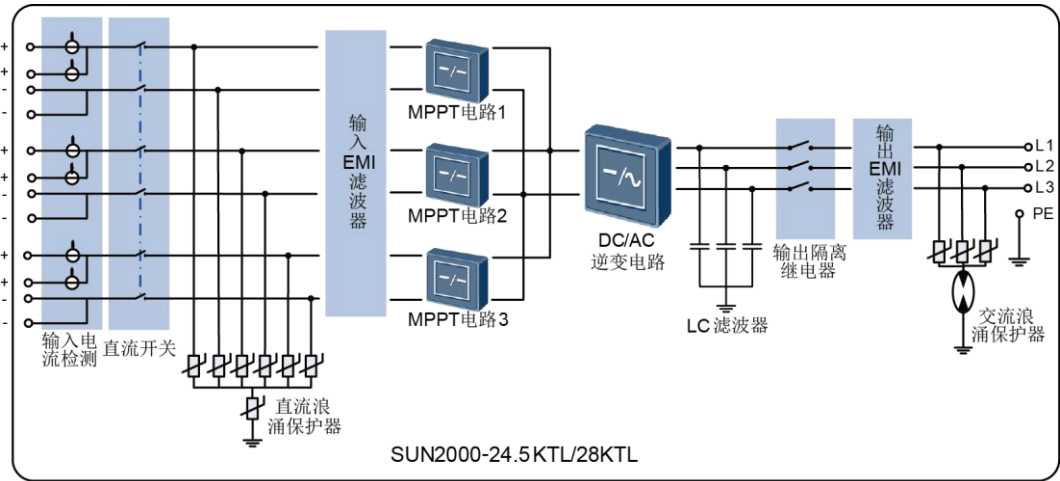 +
+
-
-
+
+
-
-
+
+
-
-
输入电
流检测
直流开关
直流浪
涌保护器
输
入
EMI
滤
波
器
MPPT电路1
MPPT电路2
MPPT电路3
DC/AC
逆变电路
LC 滤波器
输出隔离
继电器
输
出
EMI
滤
波
器
L1
L2
L3
PE
交流浪
涌保护器
SUN2000-24.5KTL/28KTL